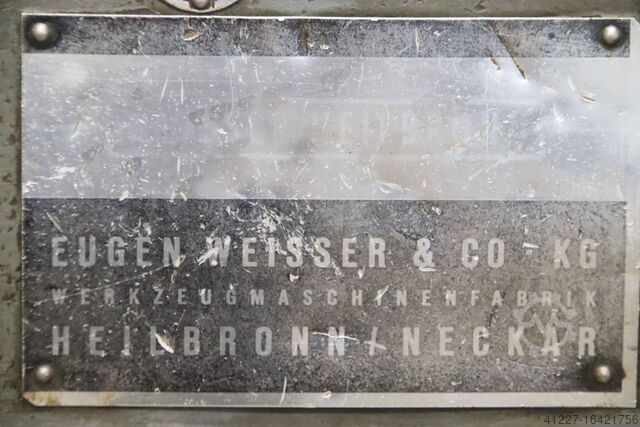 EUGEN WEISSER & CO · KG
WERKZEUGMASCHINENFABRIK
HEILBRONN/NECKAR
41227-16421756